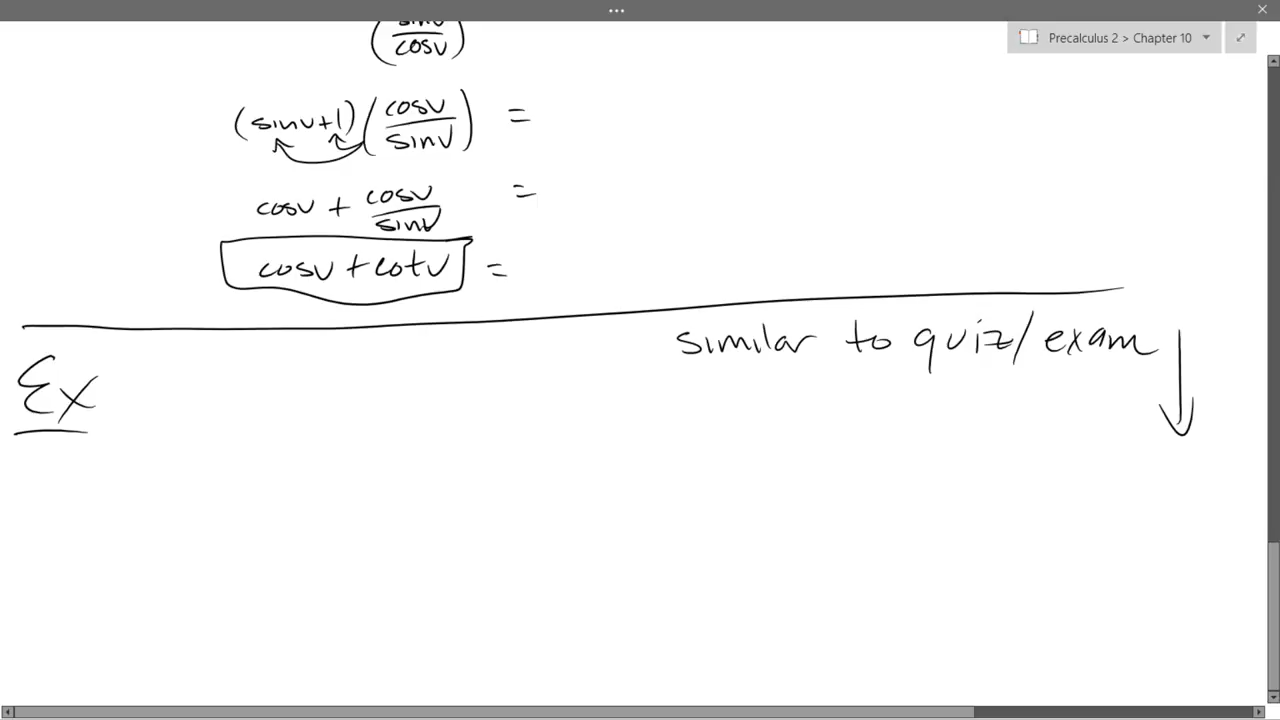 Precalculus 2 > Chapter 10
(sinv/cosv)
(sinv+1)(cosv/sinv) =
cosv + cosv/sinv =
cosv + cotv =
similar to quiz/exam
Ex